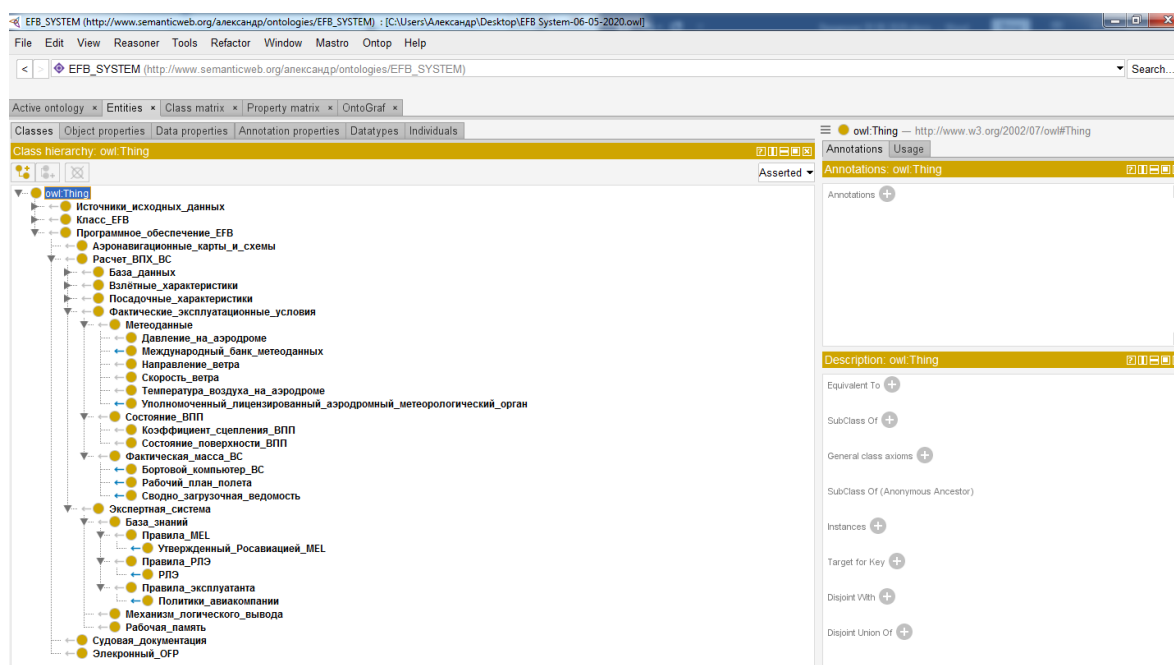 EFB_SYSTEM (http://www.semanticweb.org/александр/ontologies/EFB_SYSTEM) : [C:\Users\Александр\Desktop\EFB System-06-05-2020.owl]
File Edit View Reasoner Tools Refactor Window Mastro Ontop Help
< > EFB_SYSTEM (http://www.semanticweb.org/александр/ontologies/EFB_SYSTEM) Search...
Active ontology × Entities × Class matrix × Property matrix × OntoGraf ×
Classes Object properties Data properties Annotation properties Datatypes Individuals
owl:Thing — http://www.w3.org/2002/07/owl#Thing
Annotations Usage
Class hierarchy: owl:Thing
Annotations: owl:Thing
Asserted
Annotations
owl:Thing
Источники_исходных_данных
Класс_EFB
Программное_обеспечение_EFB
Аэронавигационные_карты_и_схемы
Расчет_ВПХ_ВС
База_данных
Взлётные_характеристики
Посадочные_характеристики
Фактические_эксплуатационные_условия
Метеоданные
Давление_на_аэродроме
Международный_банк_метеоданных
Направление_ветра
Скорость_ветра
Температура_воздуха_на_аэродроме
Уполномоченный_лицензированный_аэродромный_метеорологический_орган
Состояние_ВПП
Коэффициент_сцепления_ВПП
Состояние_поверхности_ВПП
Фактическая_масса_ВС
Бортовой_компьютер_ВС
Рабочий_план_полета
Сводно_загрузочная_ведомость
Экспертная_система
База_знаний
Правила_MEL
Утвержденный_Росавиацией_MEL
Правила_РЛЭ
РЛЭ
Правила_эксплуатанта
Политики_авиакомпании
Механизм_логического_вывода
Рабочая_память
Судовая_документация
Элекронный_OFP
Description: owl:Thing
Equivalent To
SubClass Of
General class axioms
SubClass Of (Anonymous Ancestor)
Instances
Target for Key
Disjoint With
Disjoint Union Of